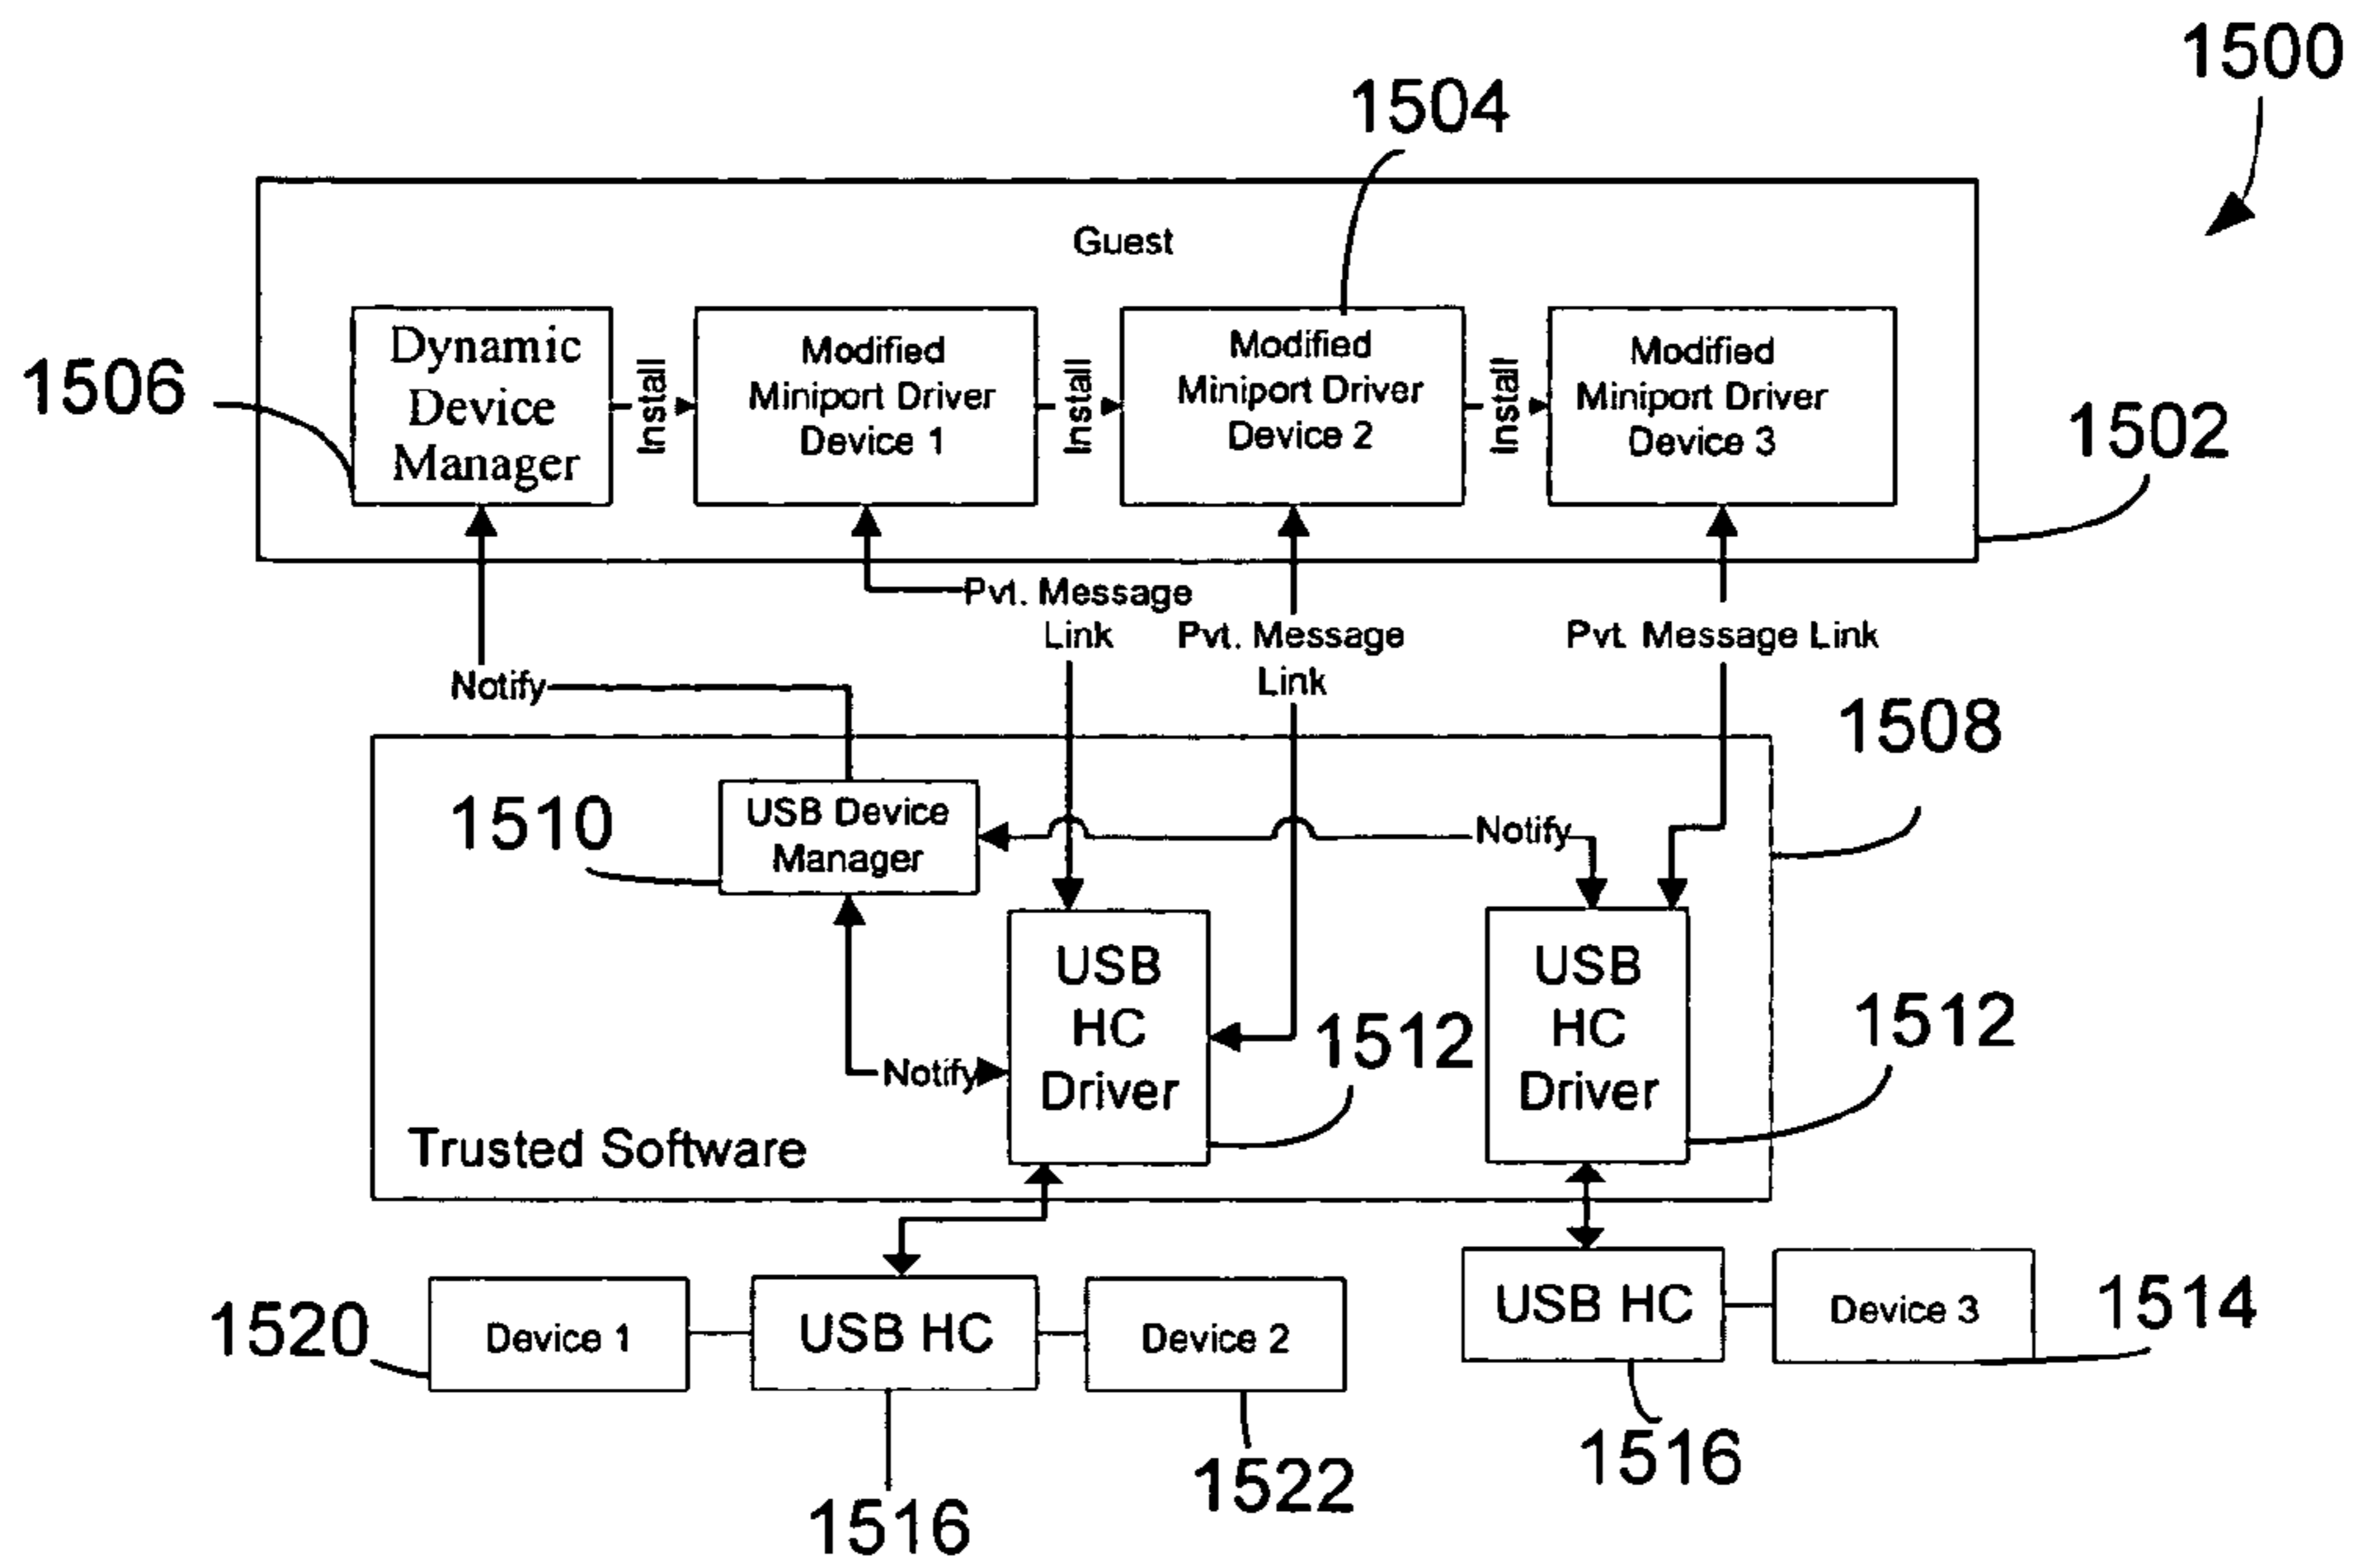 1500
1504
Guest
Dynamic
Device
Manager
Install
Modified
Miniport Driver
Device 1
Install
Modified
Miniport Driver
Device 2
Install
Modified
Miniport Driver
Device 3
1506
1502
Pvt. Message
Link
Pvt. Message
Link
Pvt. Message Link
Notify
1508
1510
USB Device
Manager
Notify
USB
HC
Driver
1512
USB
HC
Driver
1512
Notify
Trusted Software
1520
Device 1
USB HC
Device 2
USB HC
Device 3
1514
1516
1522
1516